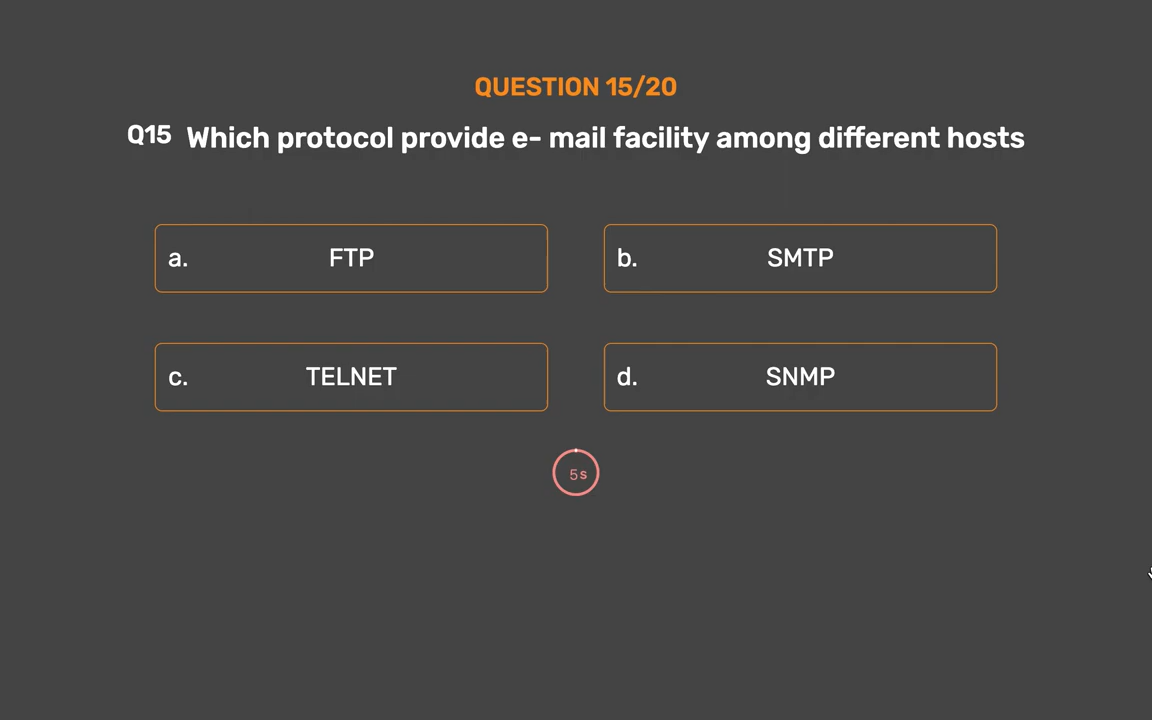 QUESTION 15/20
Q15 Which protocol provide e- mail facility among different hosts
a. FTP
b. SMTP
c. TELNET
d. SNMP
5s